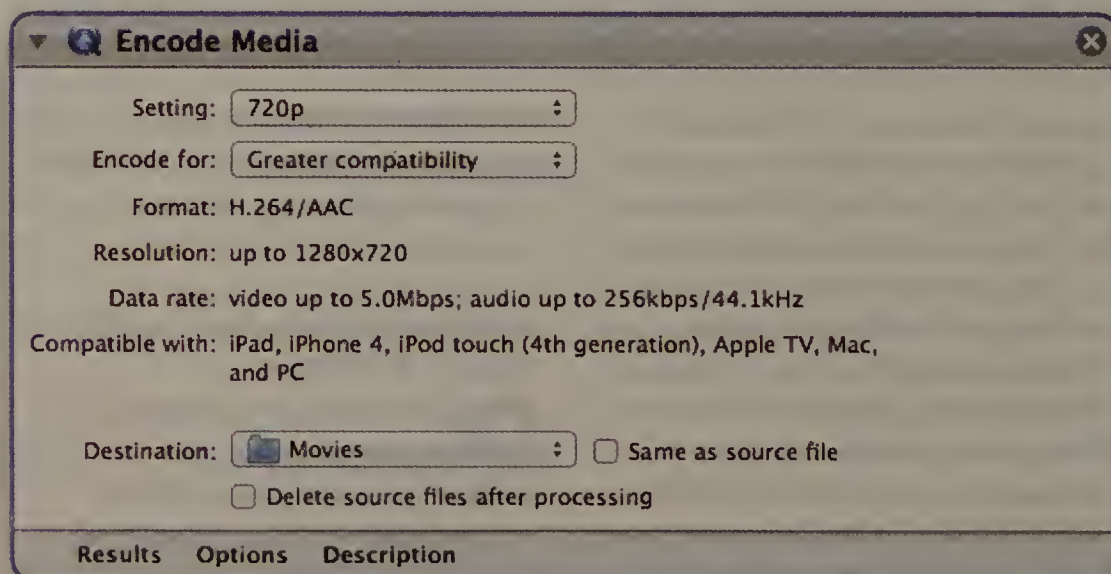 Encode Media
Setting: 720p
Encode for: Greater compatibility
Format: H.264/AAC
Resolution: up to 1280x720
Data rate: video up to 5.0Mbps; audio up to 256kbps/44.1kHz
Compatible with: iPad, iPhone 4, iPod touch (4th generation), Apple TV, Mac,
and PC
Destination: Movies Same as source file
Delete source files after processing
Results Options Description